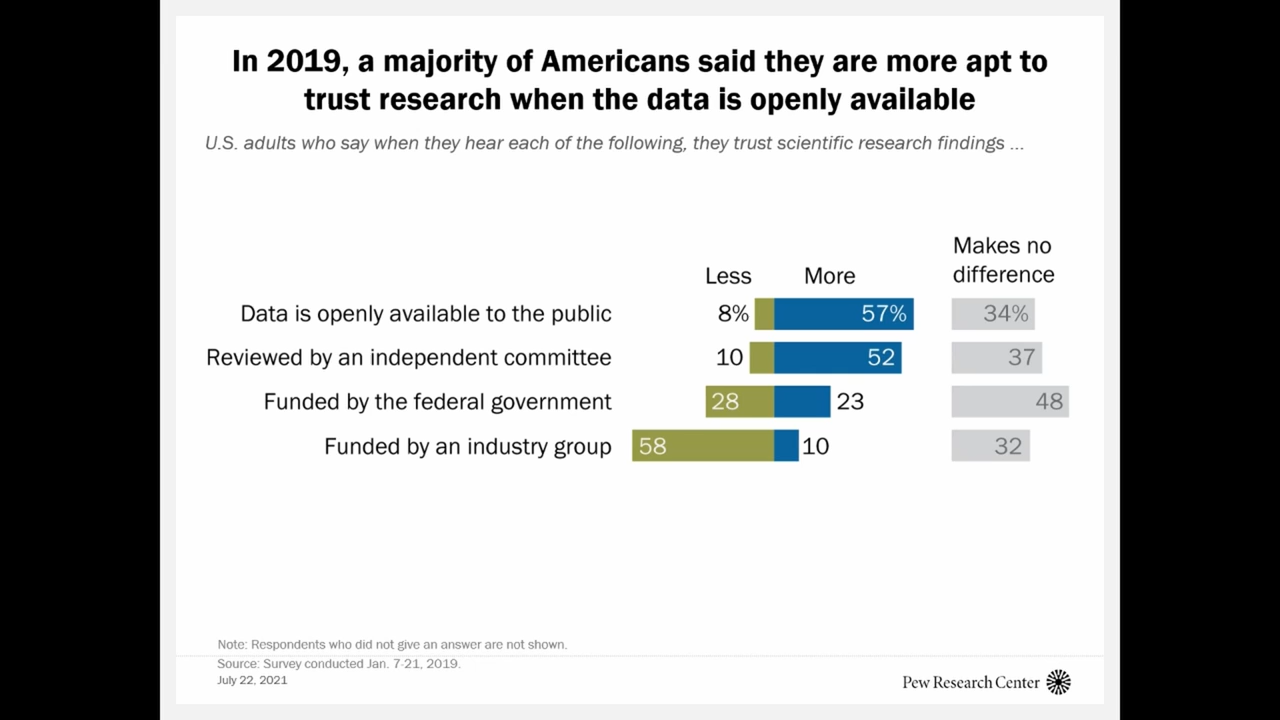 In 2019, a majority of Americans said they are more apt to
trust research when the data is openly available
U.S. adults who say when they hear each of the following, they trust scientific research findings ...
Makes no
difference
Less More
Data is openly available to the public 8% 57% 34%
Reviewed by an independent committee 10 52 37
Funded by the federal government 28 23 48
Funded by an industry group 58 10 32
Note: Respondents who did not give an answer are not shown.
Source: Survey conducted Jan. 7-21, 2019.
July 22, 2021
Pew Research Center